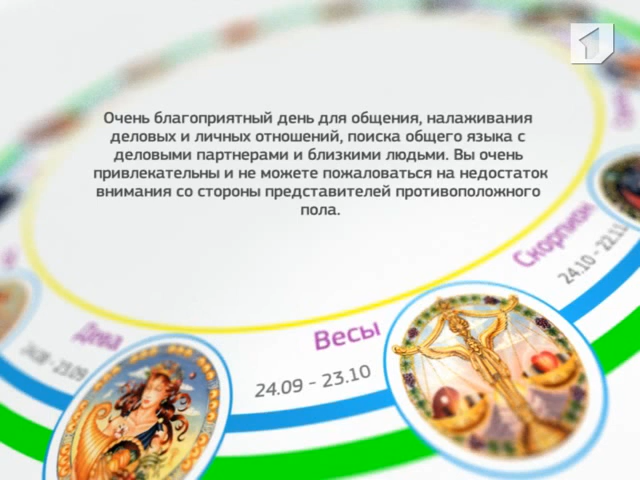 Очень благоприятный день для общения, налаживания
деловых и личных отношений, поиска общего языка с
деловыми партнерами и близкими людьми. Вы очень
привлекательны и не можете пожаловаться на недостаток
внимания со стороны представителей противоположного
пола.
Скорпион
24.10 - 22.11
Дева
24.08 - 23.09
Весы
24.09 - 23.10